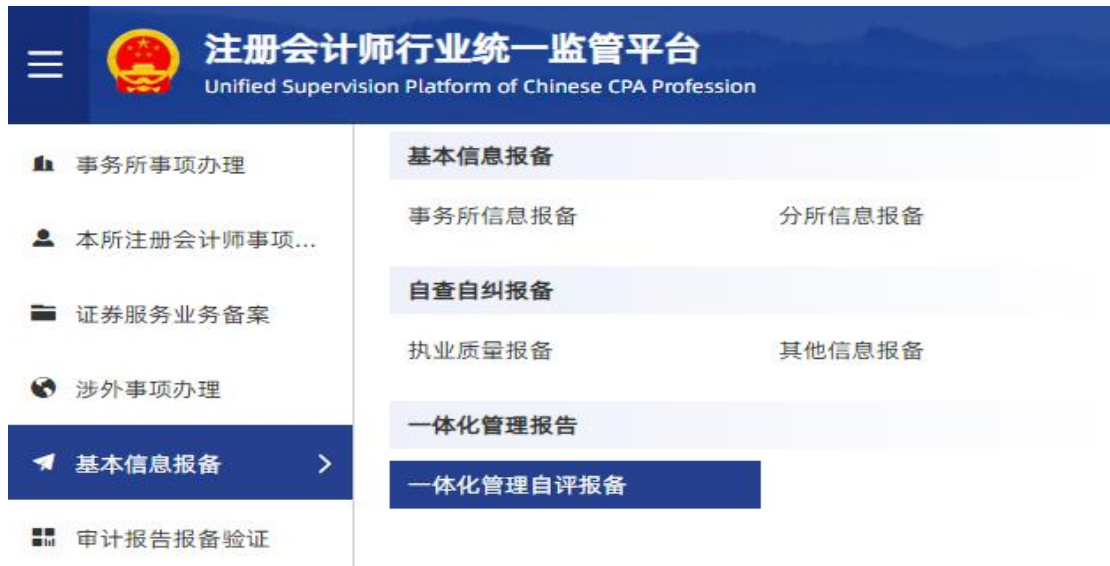 注册会计师行业统一监管平台
Unified Supervision Platform of Chinese CPA Profession
事务所事项办理
本所注册会计师事项...
证券服务业务备案
涉外事项办理
基本信息报备
审计报告报备验证
基本信息报备
事务所信息报备 分所信息报备
自查自纠报备
执业质量报备 其他信息报备
一体化管理报告
一体化管理自评报备